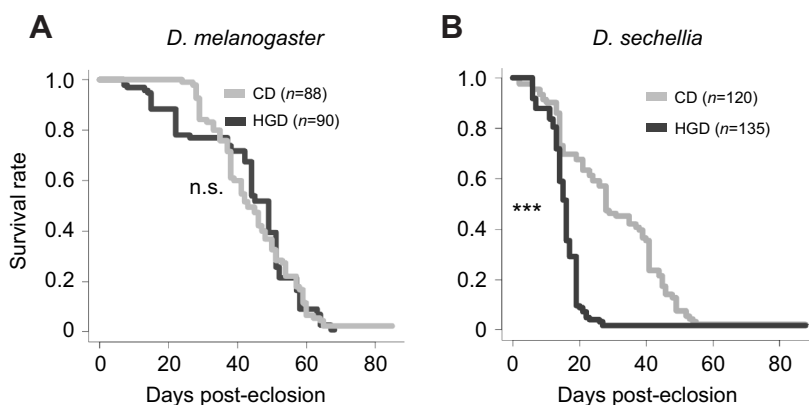 A
D. melanogaster
Survival rate
1.0
0.8
0.6
0.4
0.2
0
CD (n=88)
HGD (n=90)
n.s.
0 20 40 60 80
Days post-eclosion
B
D. sechellia
1.0
0.8
0.6
0.4
0.2
0
CD (n=120)
HGD (n=135)
***
0 20 40 60 80
Days post-eclosion